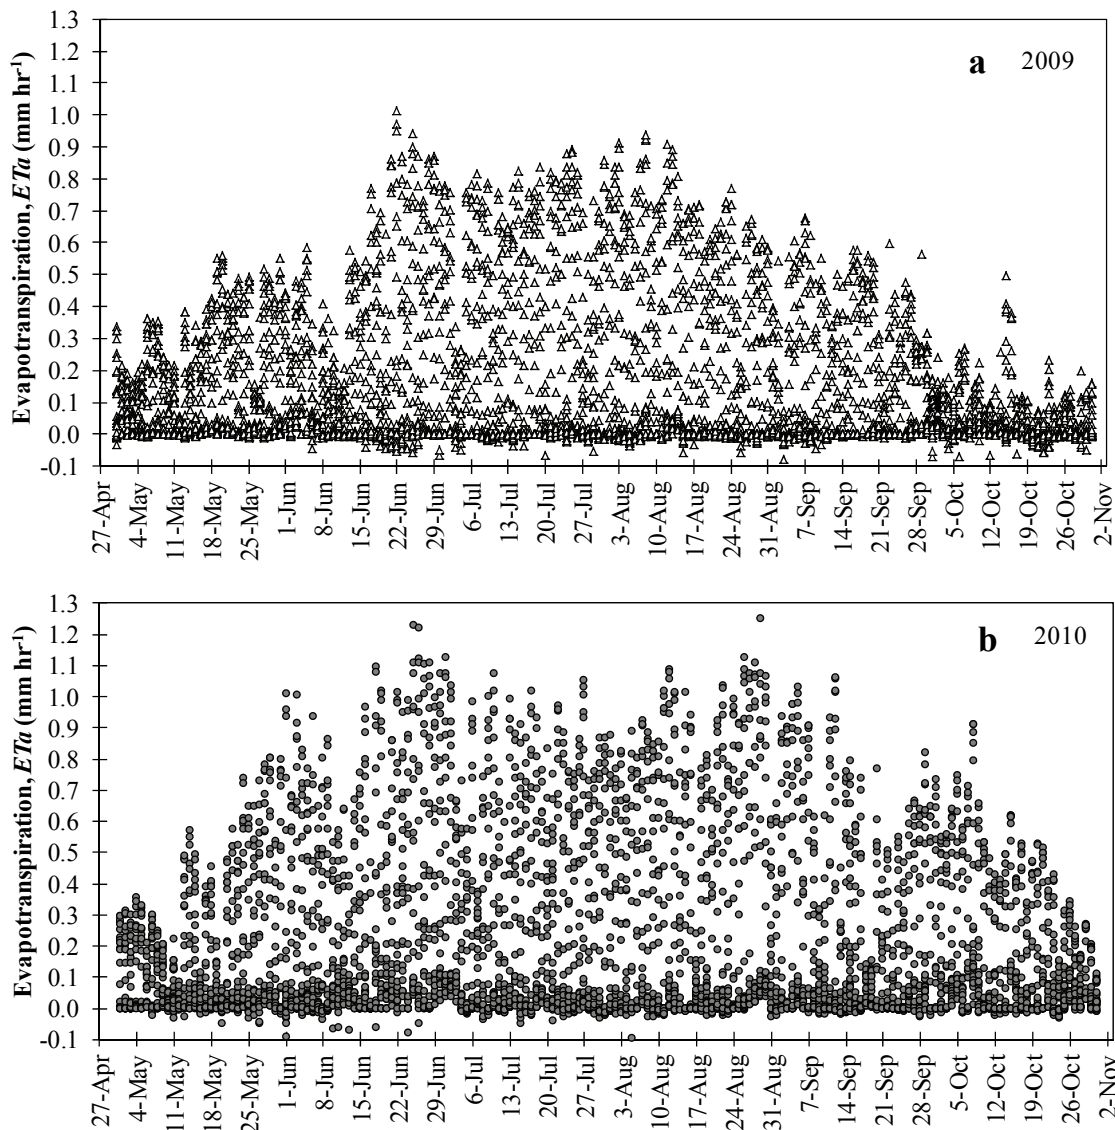 1.3
1.2
1.1
1.0
0.9
0.8
0.7
0.6
0.5
0.4
0.3
0.2
0.1
0.0
-0.1
Evapotranspiration, ETa (mm hr-1)
a 2009
27-Apr
4-May
11-May
18-May
25-May
1-Jun
8-Jun
15-Jun
22-Jun
29-Jun
6-Jul
13-Jul
20-Jul
27-Jul
3-Aug
10-Aug
17-Aug
24-Aug
31-Aug
7-Sep
14-Sep
21-Sep
28-Sep
5-Oct
12-Oct
19-Oct
26-Oct
2-Nov
1.3
1.2
1.1
1.0
0.9
0.8
0.7
0.6
0.5
0.4
0.3
0.2
0.1
0.0
-0.1
Evapotranspiration, ETa (mm hr-1)
b 2010
27-Apr
4-May
11-May
18-May
25-May
1-Jun
8-Jun
15-Jun
22-Jun
29-Jun
6-Jul
13-Jul
20-Jul
27-Jul
3-Aug
10-Aug
17-Aug
24-Aug
31-Aug
7-Sep
14-Sep
21-Sep
28-Sep
5-Oct
12-Oct
19-Oct
26-Oct
2-Nov